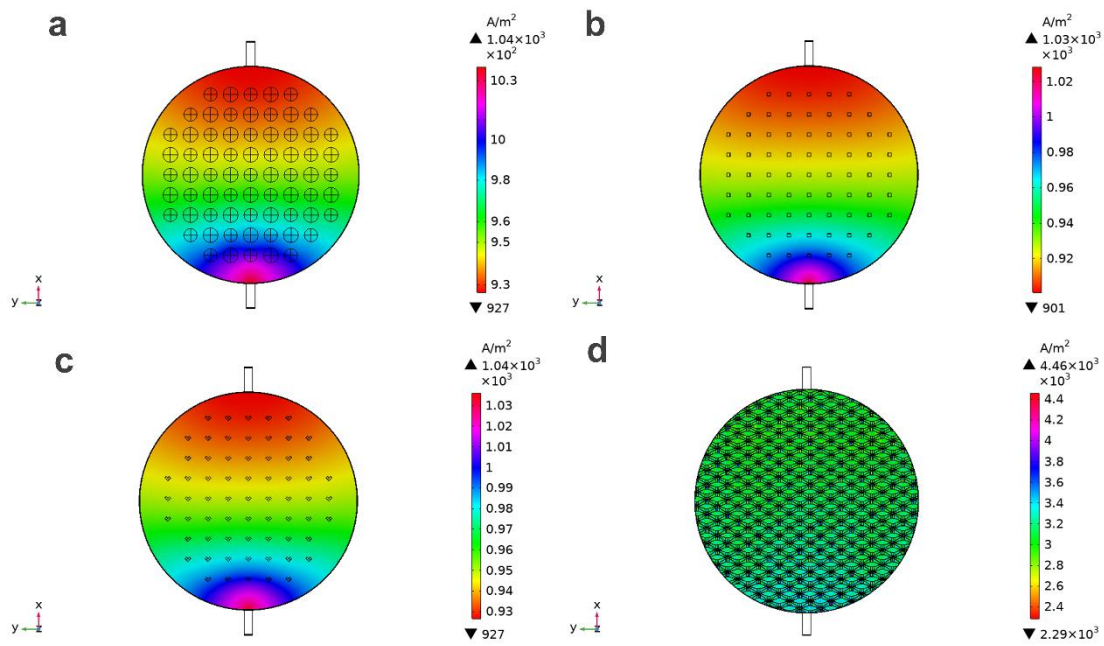 a
A/m²
▲ 1.04×10³
×10²
10.3
10
9.8
9.6
9.5
9.3
▼ 927
x
y
z
b
A/m²
▲ 1.03×10³
×10³
1.02
1
0.98
0.96
0.94
0.92
▼ 901
x
y
z
c
A/m²
▲ 1.04×10³
×10³
1.03
1.02
1.01
1
0.99
0.98
0.97
0.96
0.95
0.94
0.93
▼ 927
x
y
z
d
A/m²
▲ 4.46×10³
×10³
4.4
4.2
4
3.8
3.6
3.4
3.2
3
2.8
2.6
2.4
▼ 2.29×10³
x
y
z